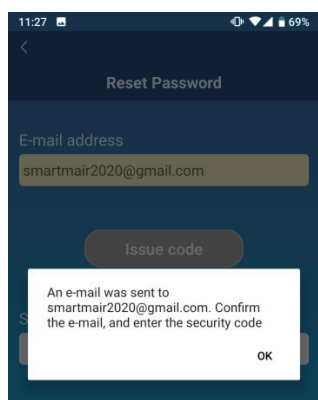 11:27
69%
Reset Password
E-mail address
smartmair2020@gmail.com
Issue code
An e-mail was sent to
smartmair2020@gmail.com. Confirm
the e-mail, and enter the security code
OK